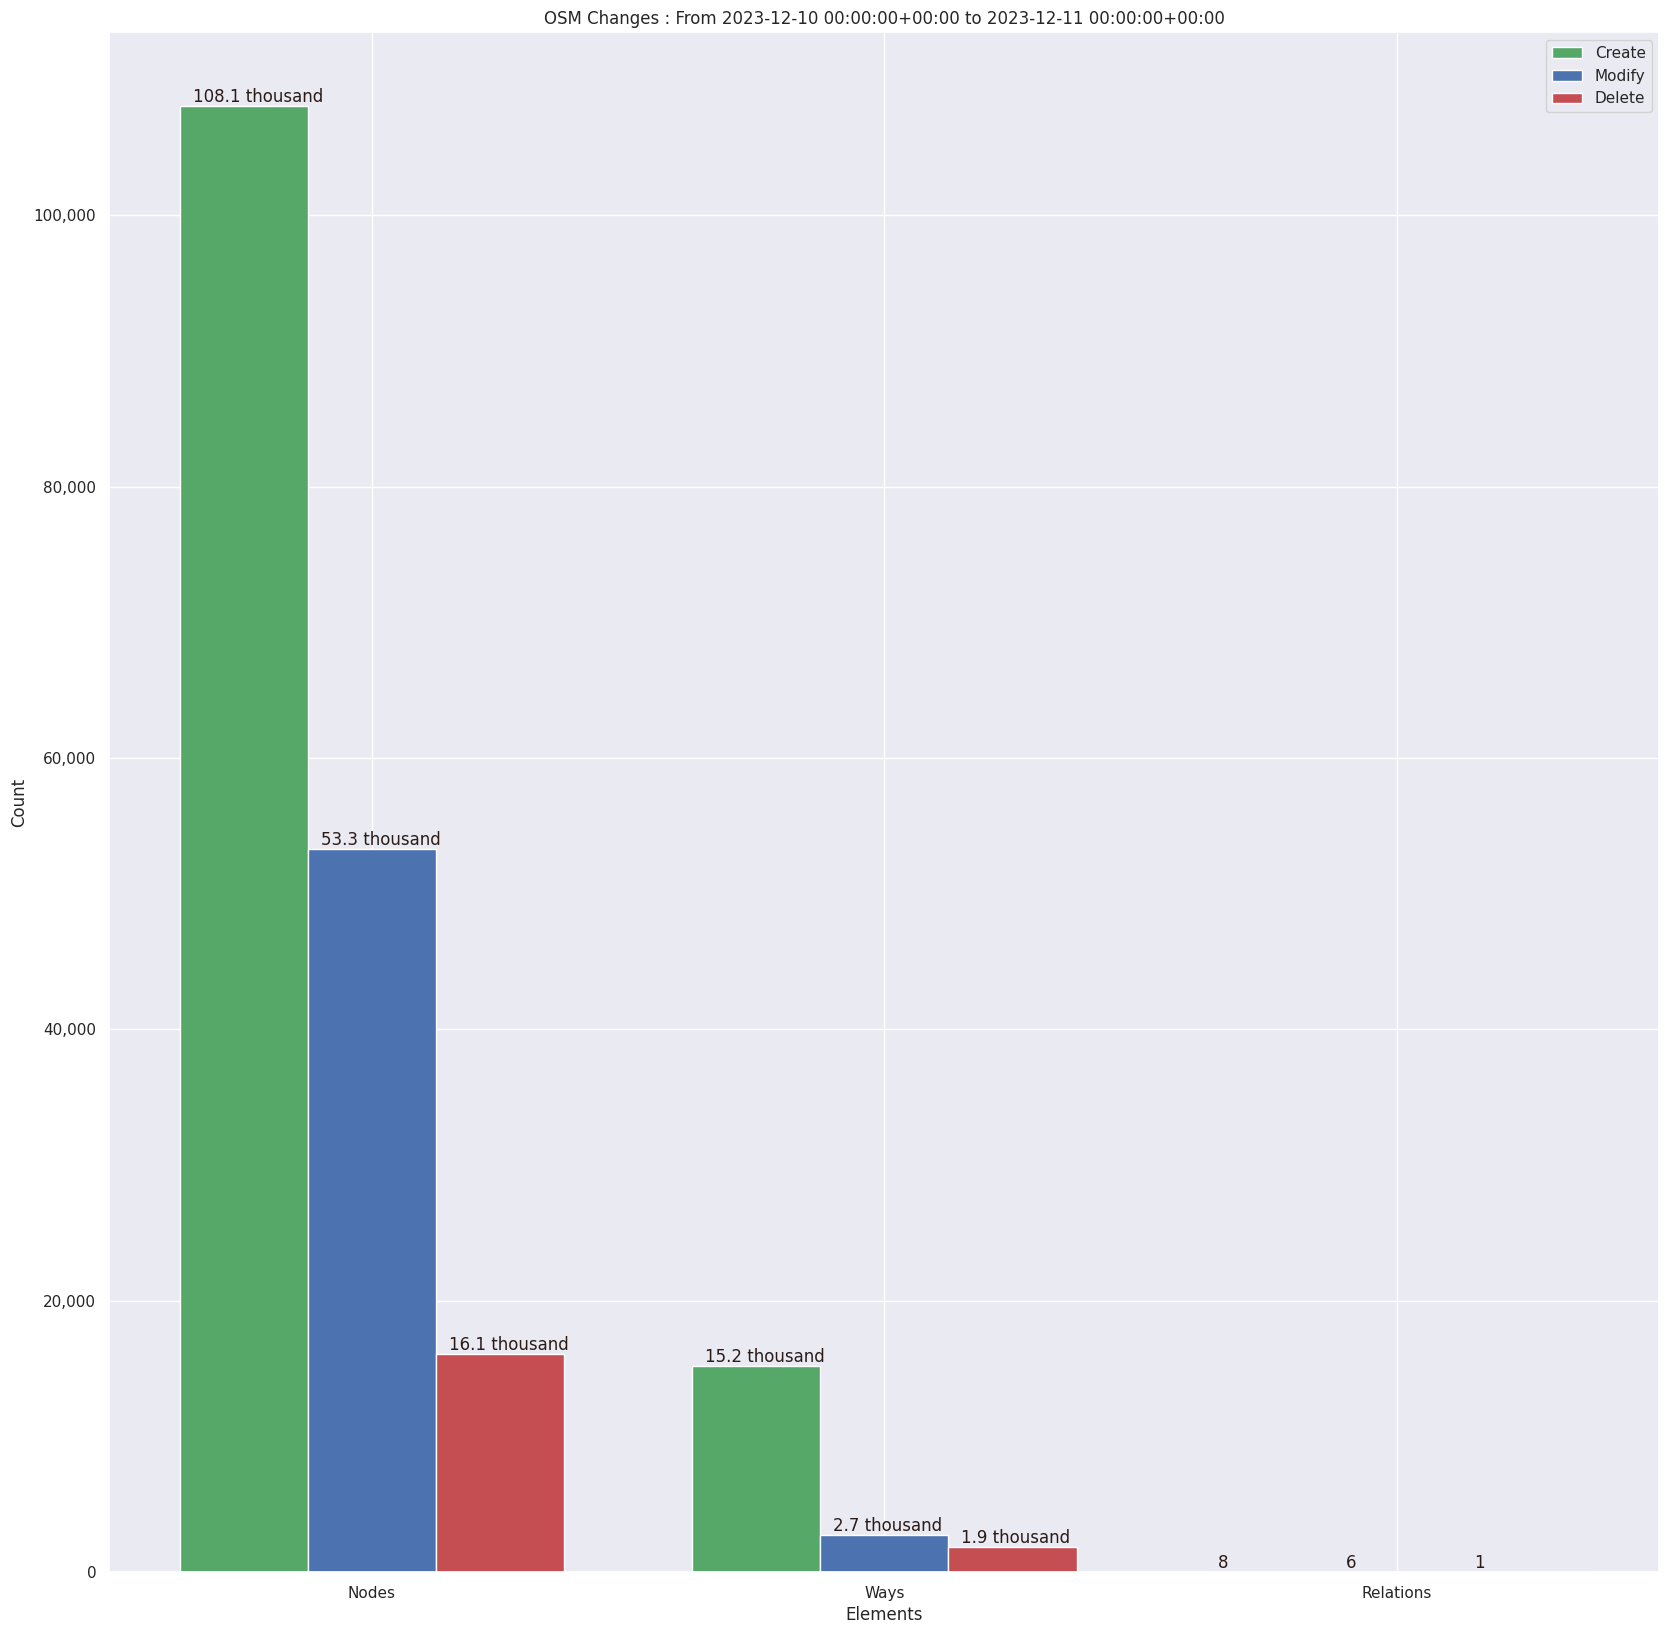 OSM Changes : From 2023-12-10 00:00:00+00:00 to 2023-12-11 00:00:00+00:00
Create
Modify
Delete
108.1 thousand
100,000
80,000
60,000
Count
53.3 thousand
40,000
20,000
16.1 thousand
15.2 thousand
2.7 thousand
1.9 thousand
8
6
1
0
Nodes
Ways
Relations
Elements